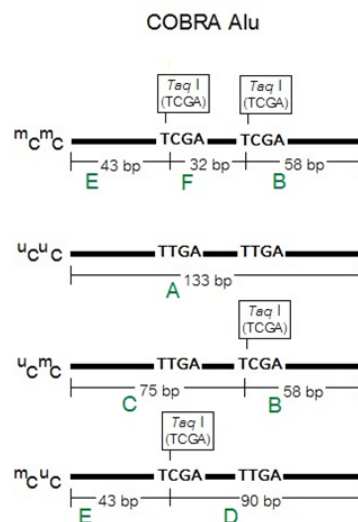 COBRA Alu
Taq I Taq I
(TCGA) (TCGA)
mCmC TCGA TCGA
43 bp 32 bp 58 bp
E F B
uCuC TTGA TTGA
133 bp
A
Taq I
(TCGA)
uCmC TTGA TCGA
75 bp 58 bp
C B
Taq I
(TCGA)
mCuC TCGA TTGA
43 bp 90 bp
E D